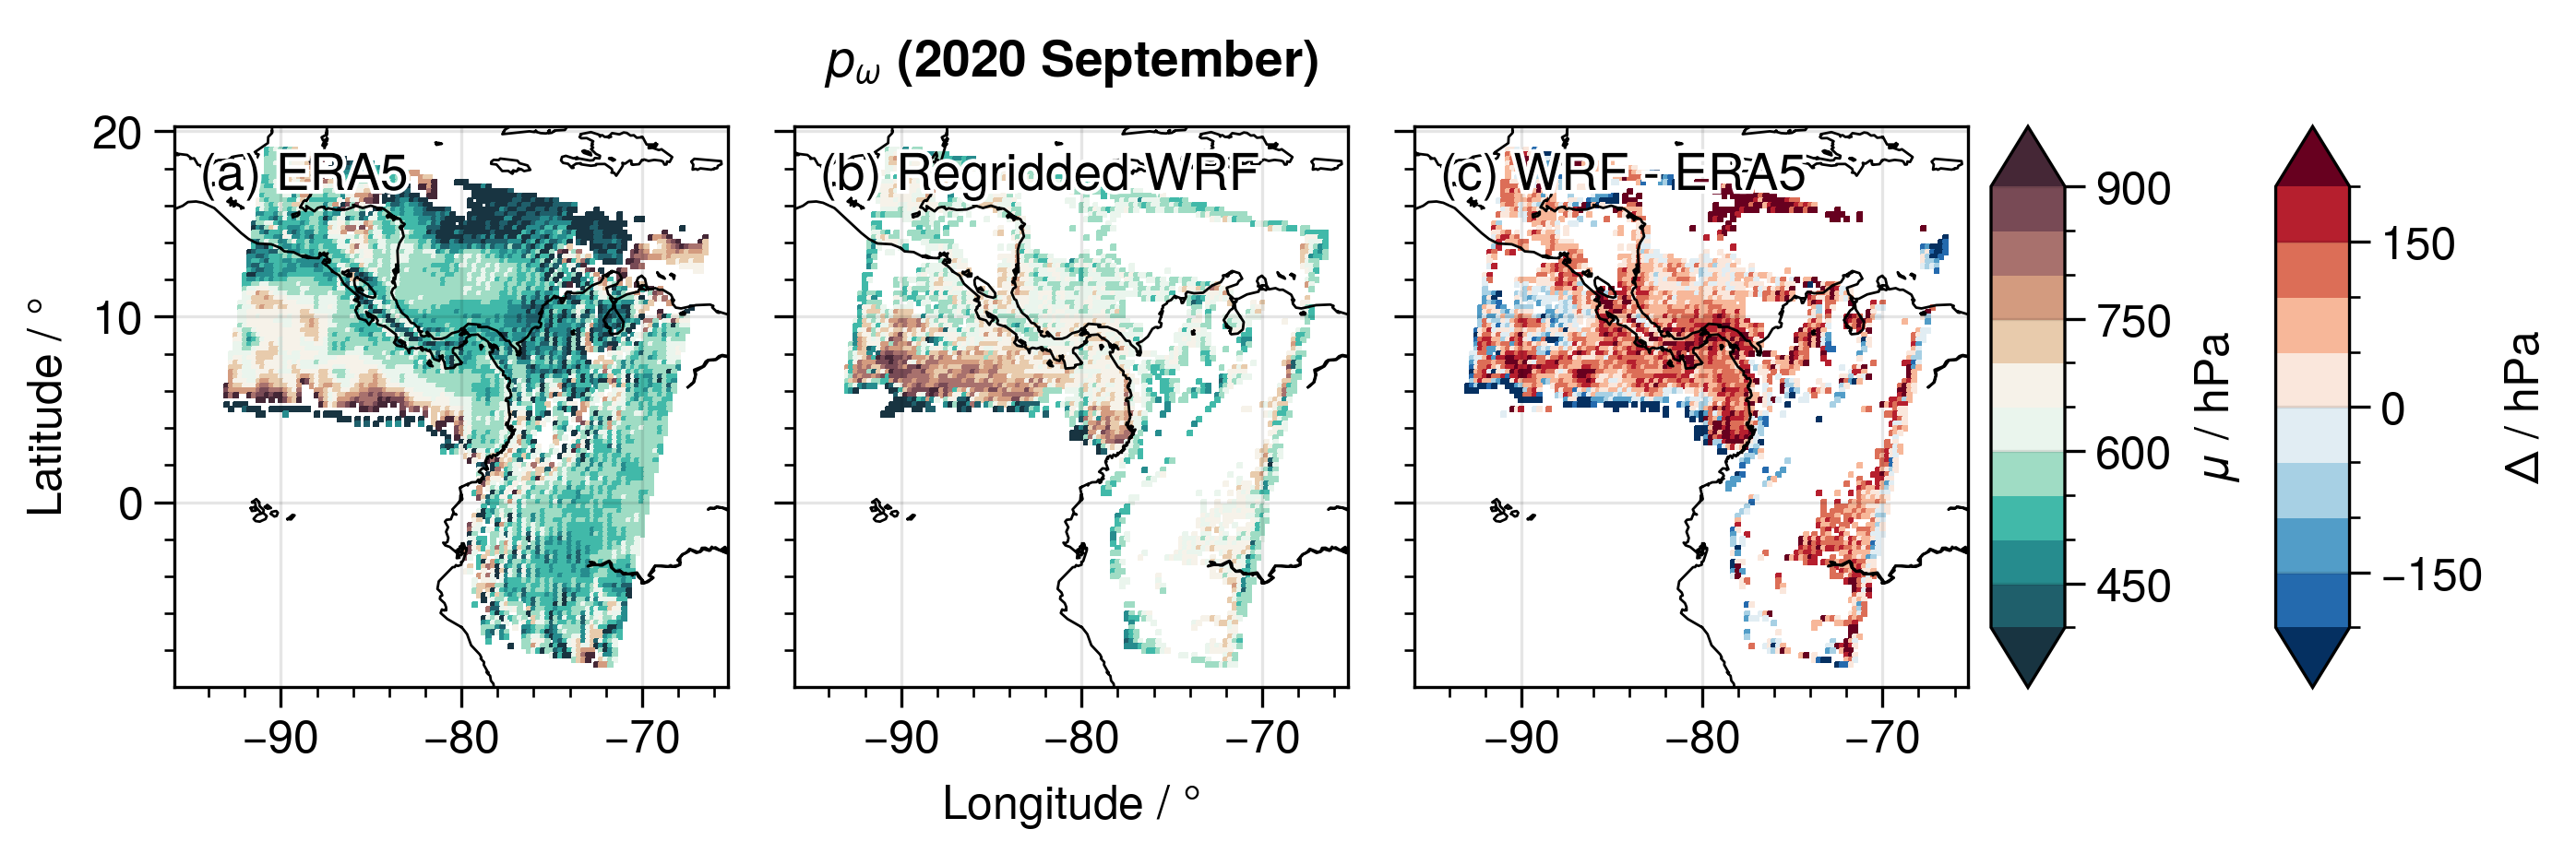 p_ω (2020 September)
(a) ERA5
(b) Regridded WRF
(c) WRF - ERA5
20
10
0
Latitude / °
−90
−80
−70
−90
−80
−70
−90
−80
−70
Longitude / °
900
750
600
450
μ / hPa
150
0
−150
Δ / hPa